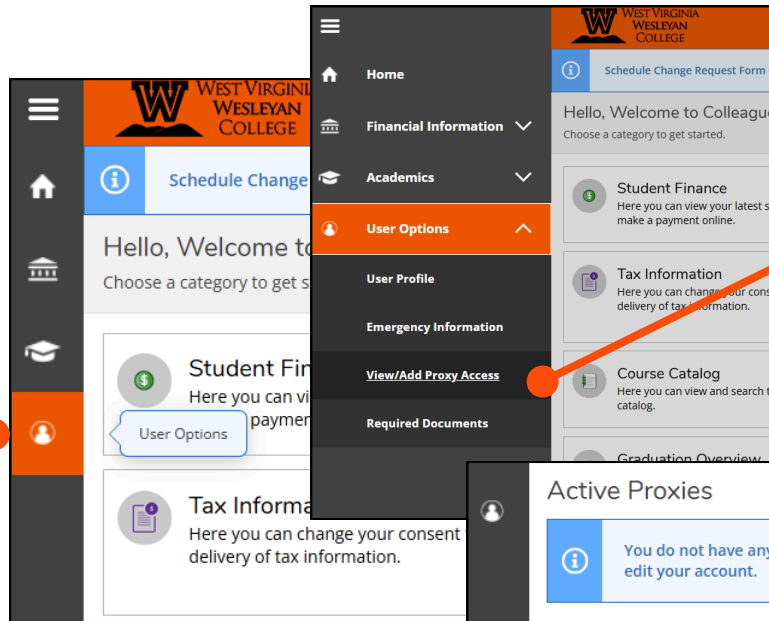 WEST VIRGINI
WESLEYAN
COLLEGE
Schedule Change
Hello, Welcome to
Choose a category to get s
Student Fin
Here you can vi
paymen
User Options
Tax Informa
Here you can change your consent
delivery of tax information.
WEST VIRGINIA
WESLEYAN
COLLEGE
Home
Financial Information
Academics
User Options
User Profile
Emergency Information
View/Add Proxy Access
Required Documents
Schedule Change Request Form -
Hello, Welcome to Colleague
Choose a category to get started.
Student Finance
Here you can view your latest s
make a payment online.
Tax Information
Here you can change your cons
delivery of tax information.
Course Catalog
Here you can view and search t
catalog.
Graduation Overview
Active Proxies
You do not have any
edit your account.